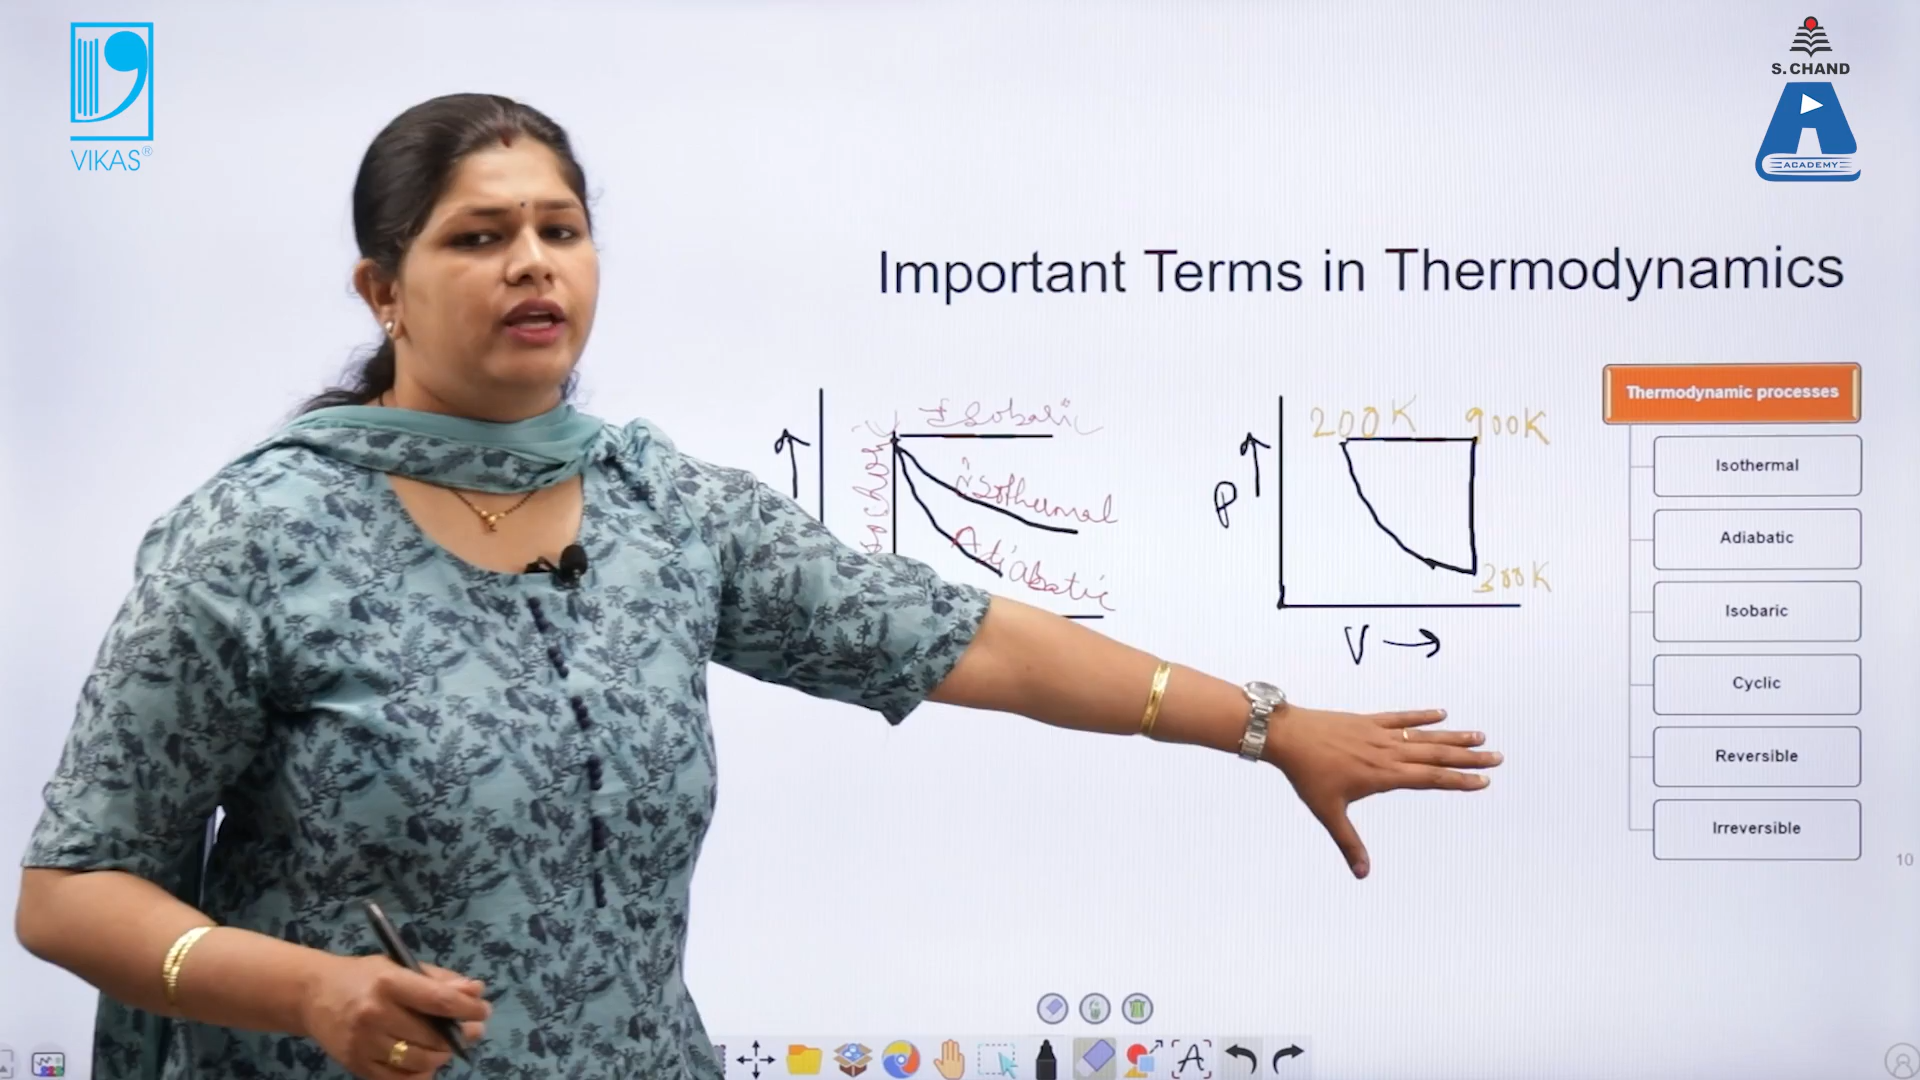 VIKAS®
S. CHAND
ACADEMY
Important Terms in Thermodynamics
Isobaric
isothermal
Adiabatic
P
200K
900K
300K
V
Thermodynamic processes
Isothermal
Adiabatic
Isobaric
Cyclic
Reversible
Irreversible
10
A